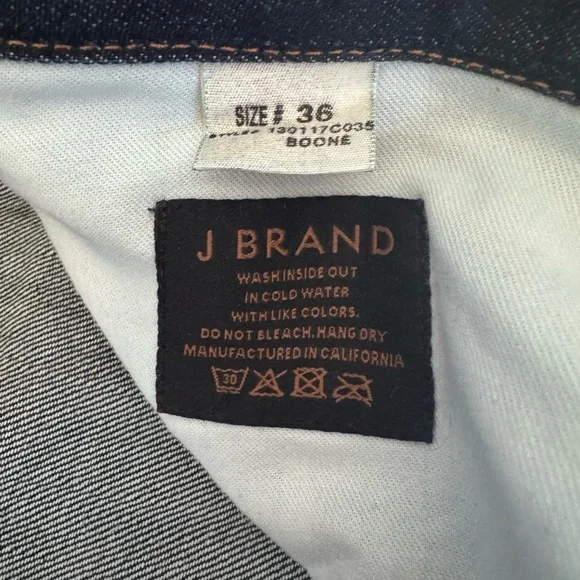 SIZE # 36
STYLE# 130117C035
BOONE
J BRAND
WASH INSIDE OUT
IN COLD WATER
WITH LIKE COLORS.
DO NOT BLEACH. HANG DRY
MANUFACTURED IN CALIFORNIA
30